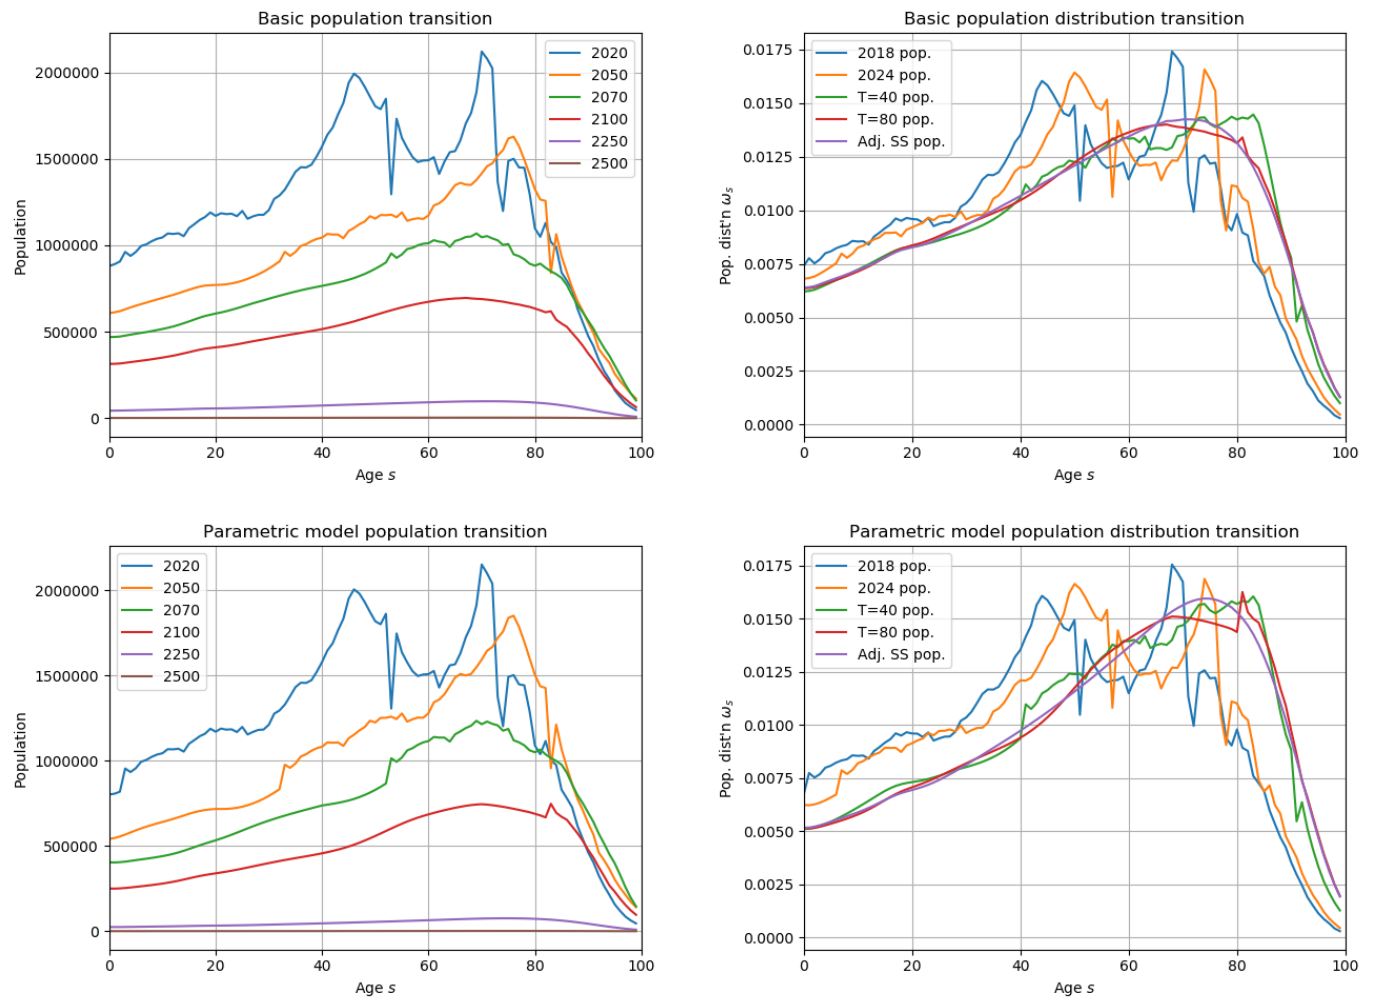 Basic population transition
Population
2000000
1500000
1000000
500000
0
0 20 40 60 80 100
Age s
2020
2050
2070
2100
2250
2500
Basic population distribution transition
Pop. dist'n ωs
0.0175
0.0150
0.0125
0.0100
0.0075
0.0050
0.0025
0.0000
0 20 40 60 80 100
Age s
2018 pop.
2024 pop.
T=40 pop.
T=80 pop.
Adj. SS pop.
Parametric model population transition
Population
2000000
1500000
1000000
500000
0
0 20 40 60 80 100
Age s
2020
2050
2070
2100
2250
2500
Parametric model population distribution transition
Pop. dist'n ωs
0.0175
0.0150
0.0125
0.0100
0.0075
0.0050
0.0025
0.0000
0 20 40 60 80 100
Age s
2018 pop.
2024 pop.
T=40 pop.
T=80 pop.
Adj. SS pop.